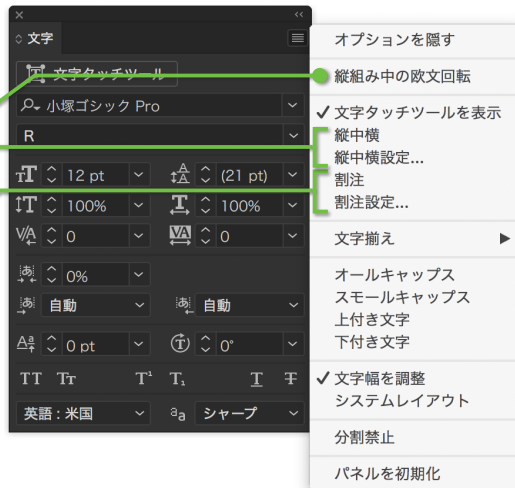 文字
文字タッチツール
小塚ゴシック Pro
R
12 pt
(21 pt)
100%
100%
0
0
0%
自動
自動
0 pt
0°
英語 : 米国
aa シャープ
オプションを隠す
縦組み中の欧文回転
✓ 文字タッチツールを表示
縦中横
縦中横設定...
割注
割注設定...
文字揃え
オールキャップス
スモールキャップス
上付き文字
下付き文字
✓ 文字幅を調整
システムレイアウト
分割禁止
パネルを初期化